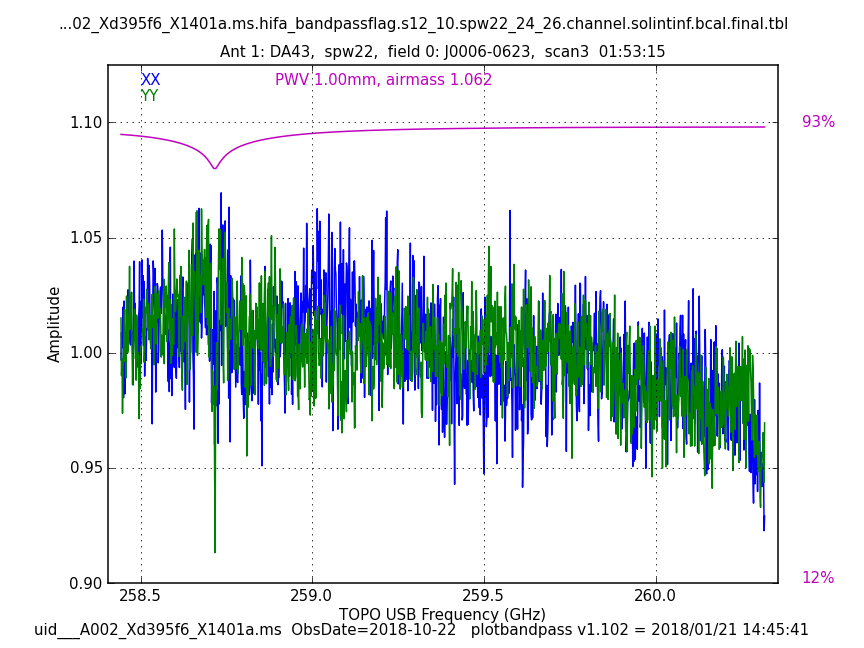 ...02_Xd395f6_X1401a.ms.hifa_bandpassflag.s12_10.spw22_24_26.channel.solintinf.bcal.final.tbl
Ant 1: DA43,  spw22,  field 0: J0006-0623,  scan3  01:53:15
XX
PWV 1.00mm, airmass 1.062
YY
93%
1.10
1.05
1.00
0.95
0.90
Amplitude
12%
258.5
259.0
259.5
260.0
TOPO USB Frequency (GHz)
uid___A002_Xd395f6_X1401a.ms  ObsDate=2018-10-22   plotbandpass v1.102 = 2018/01/21 14:45:41